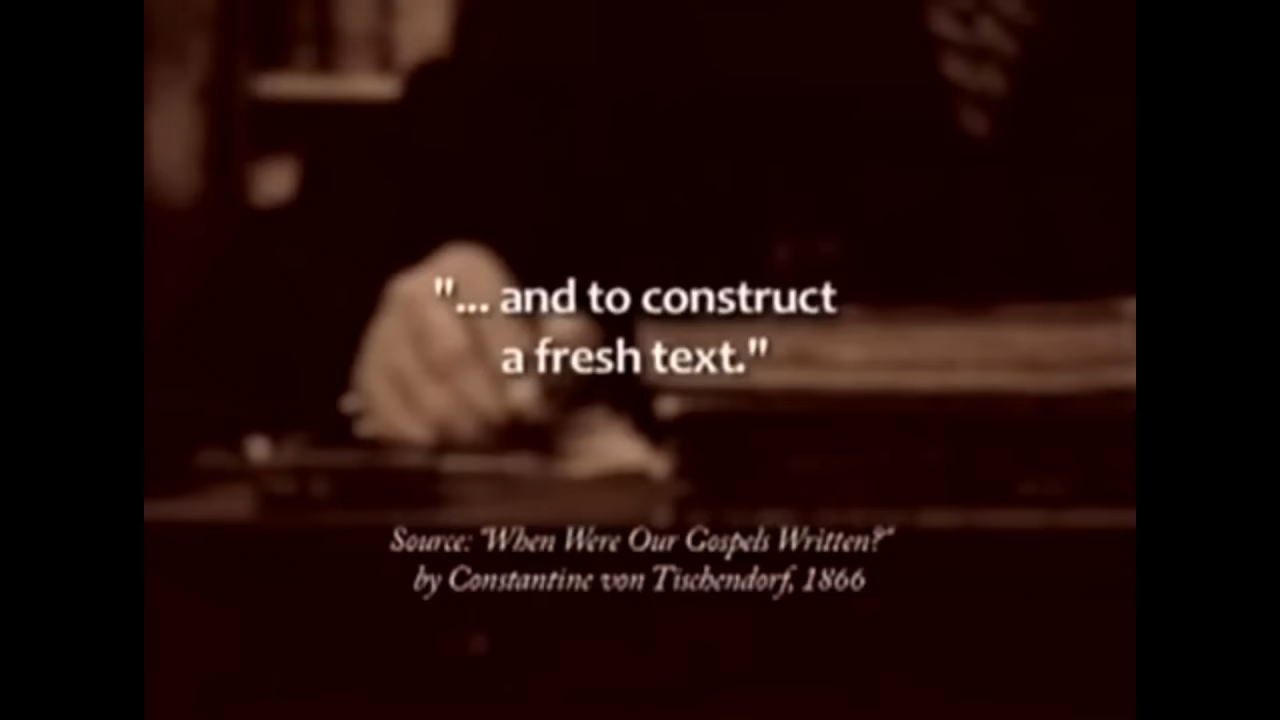 "... and to construct
a fresh text."
Source: "When Were Our Gospels Written?"
by Constantine von Tischendorf, 1866